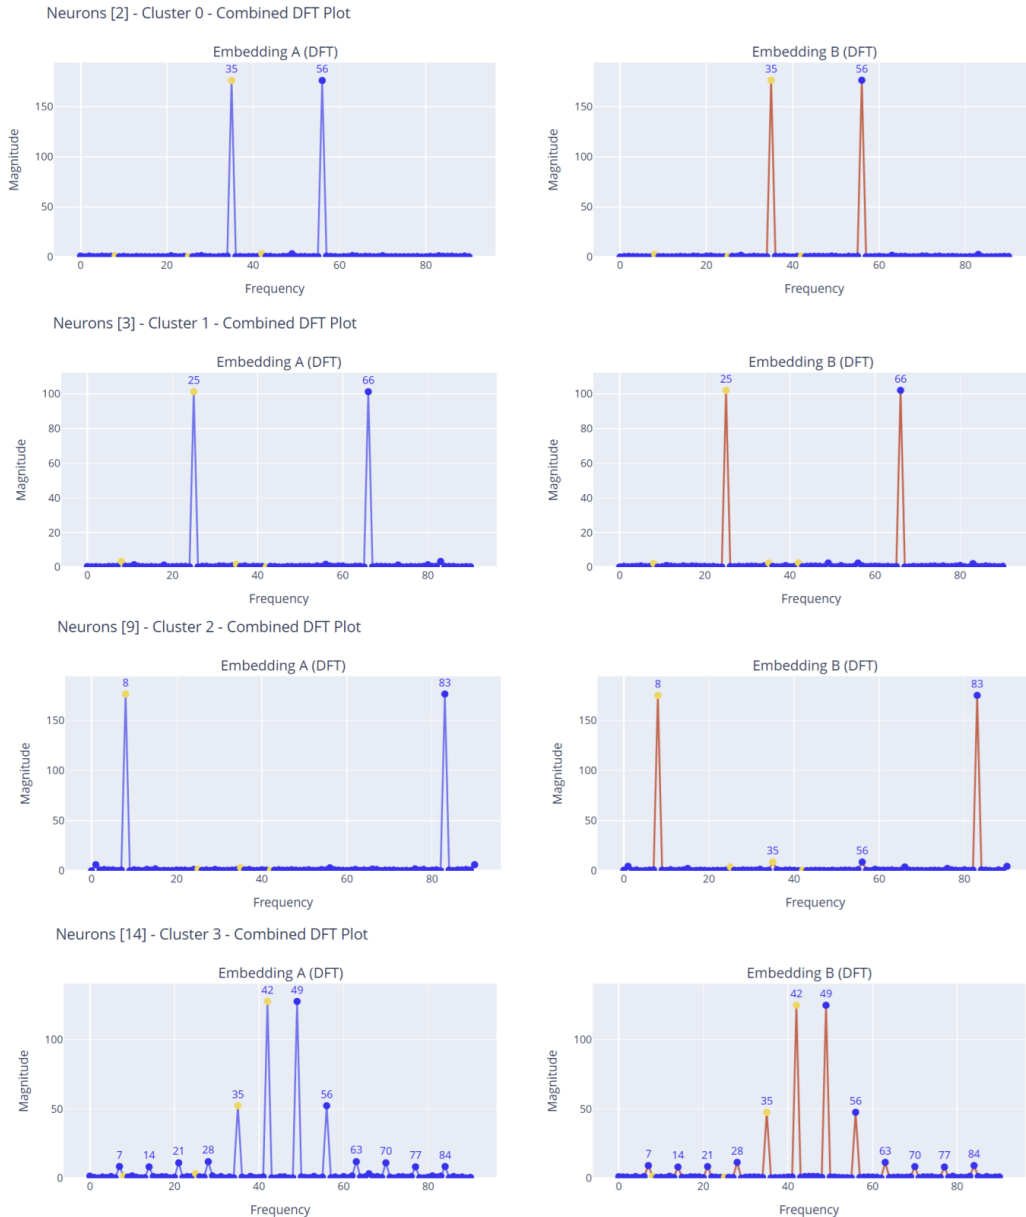 Neurons [2] - Cluster 0 - Combined DFT Plot
Embedding A (DFT)
Embedding B (DFT)
35 56
35 56
150
100
50
0
Magnitude
0 20 40 60 80
Frequency
150
100
50
0
Magnitude
0 20 40 60 80
Frequency
Neurons [3] - Cluster 1 - Combined DFT Plot
Embedding A (DFT)
Embedding B (DFT)
25 66
25 66
100
80
60
40
20
0
Magnitude
0 20 40 60 80
Frequency
100
80
60
40
20
0
Magnitude
0 20 40 60 80
Frequency
Neurons [9] - Cluster 2 - Combined DFT Plot
Embedding A (DFT)
Embedding B (DFT)
8 83
8 83
35 56
150
100
50
0
Magnitude
0 20 40 60 80
Frequency
150
100
50
0
Magnitude
0 20 40 60 80
Frequency
Neurons [14] - Cluster 3 - Combined DFT Plot
Embedding A (DFT)
Embedding B (DFT)
42 49
35 56
7 14 21 28 63 70 77 84
100
50
0
Magnitude
0 20 40 60 80
Frequency
42 49
35 56
7 14 21 28 63 70 77 84
100
50
0
Magnitude
0 20 40 60 80
Frequency